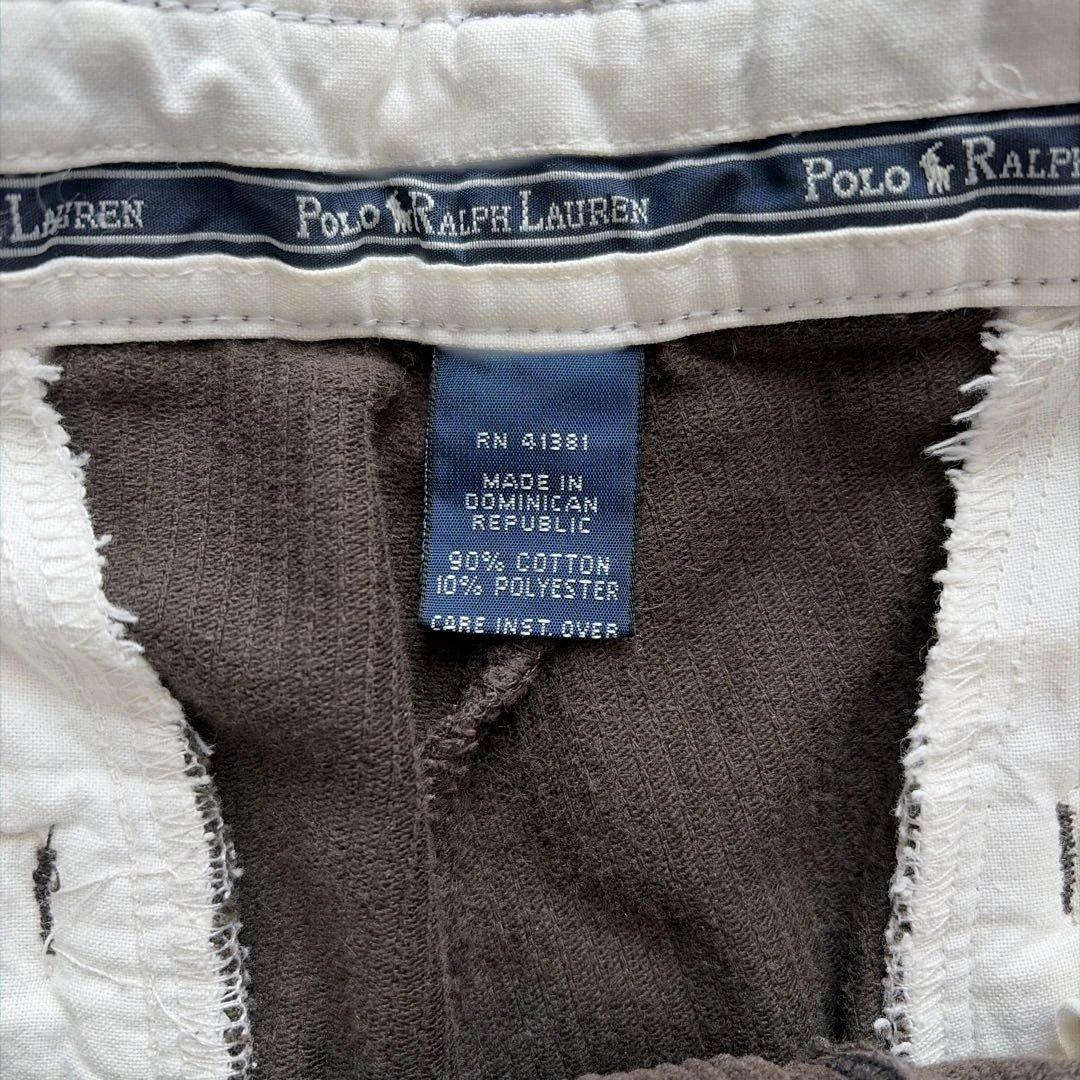 LAUREN POLO RALPH LAUREN POLO RALPH
RN 41381
MADE IN
DOMINICAN
REPUBLIC
90% COTTON
10% POLYESTER
CARE INST. OVER